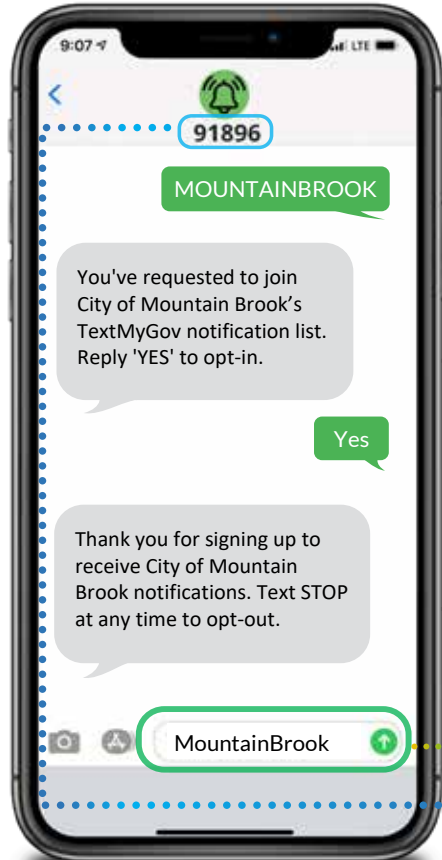 9:07
LTE
91896
MOUNTAINBROOK
You've requested to join
City of Mountain Brook’s
TextMyGov notification list.
Reply 'YES' to opt-in.
Yes
Thank you for signing up to
receive City of Mountain
Brook notifications. Text STOP
at any time to opt-out.
MountainBrook